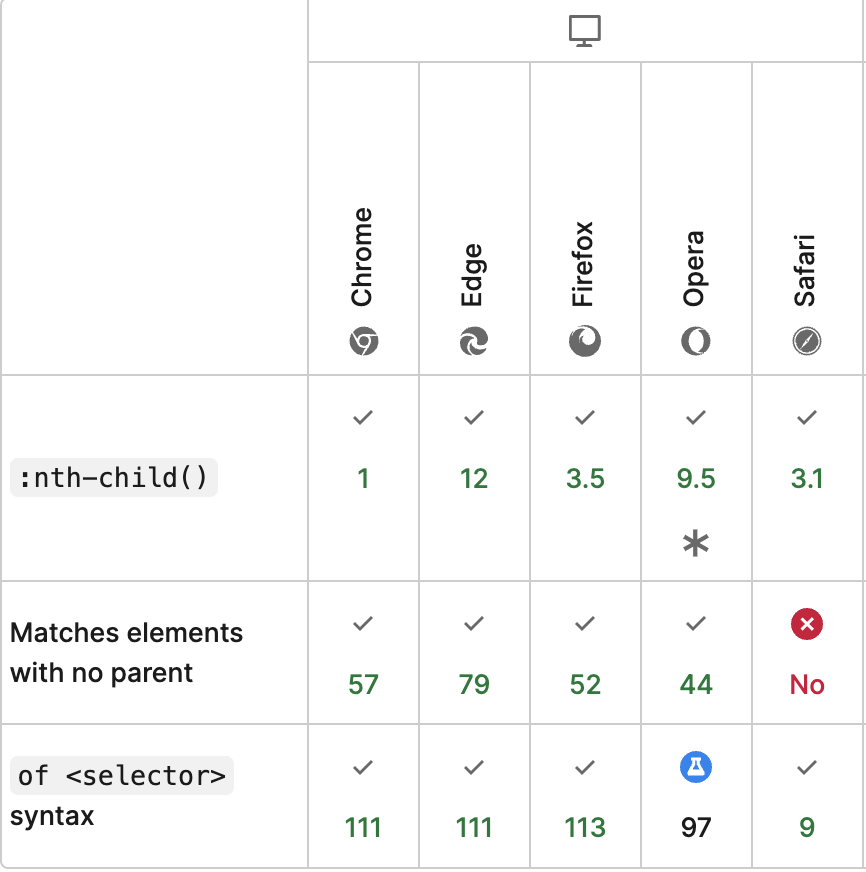 Chrome
Edge
Firefox
Opera
Safari
:nth-child()
1
12
3.5
9.5
3.1
*
Matches elements
with no parent
57
79
52
44
No
of <selector>
syntax
111
111
113
97
9